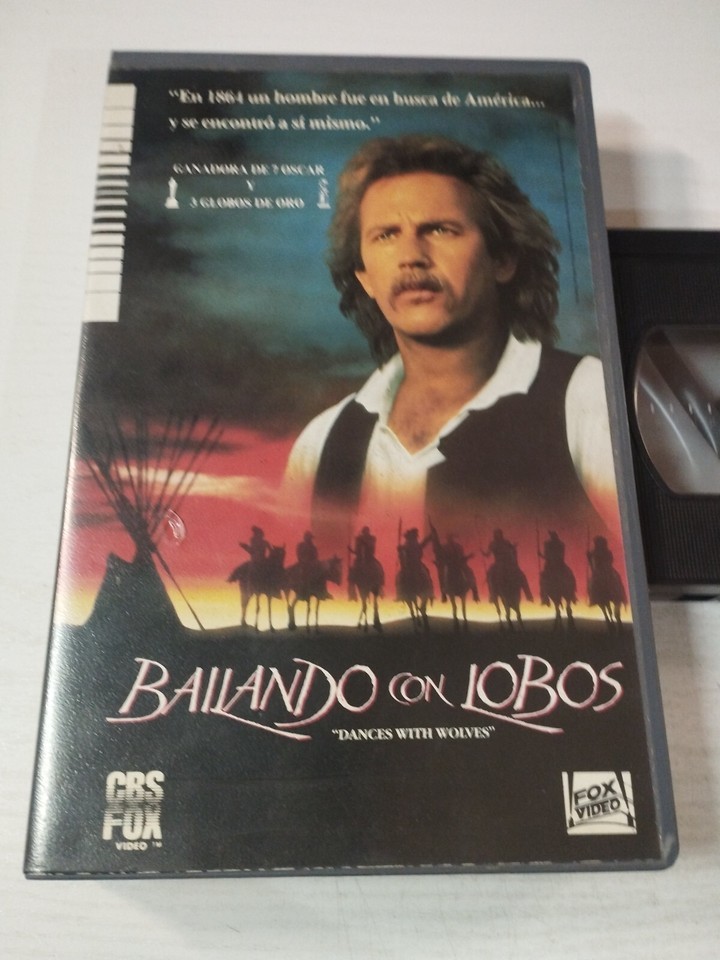 "En 1864 un hombre fue en busca de América...
y se encontró a sí mismo."
GANADORA DE 7 OSCAR
Y
3 GLOBOS DE ORO
BAILANDO CON LOBOS
"DANCES WITH WOLVES"
CBS
FOX
VIDEO ™
FOX
VIDEO